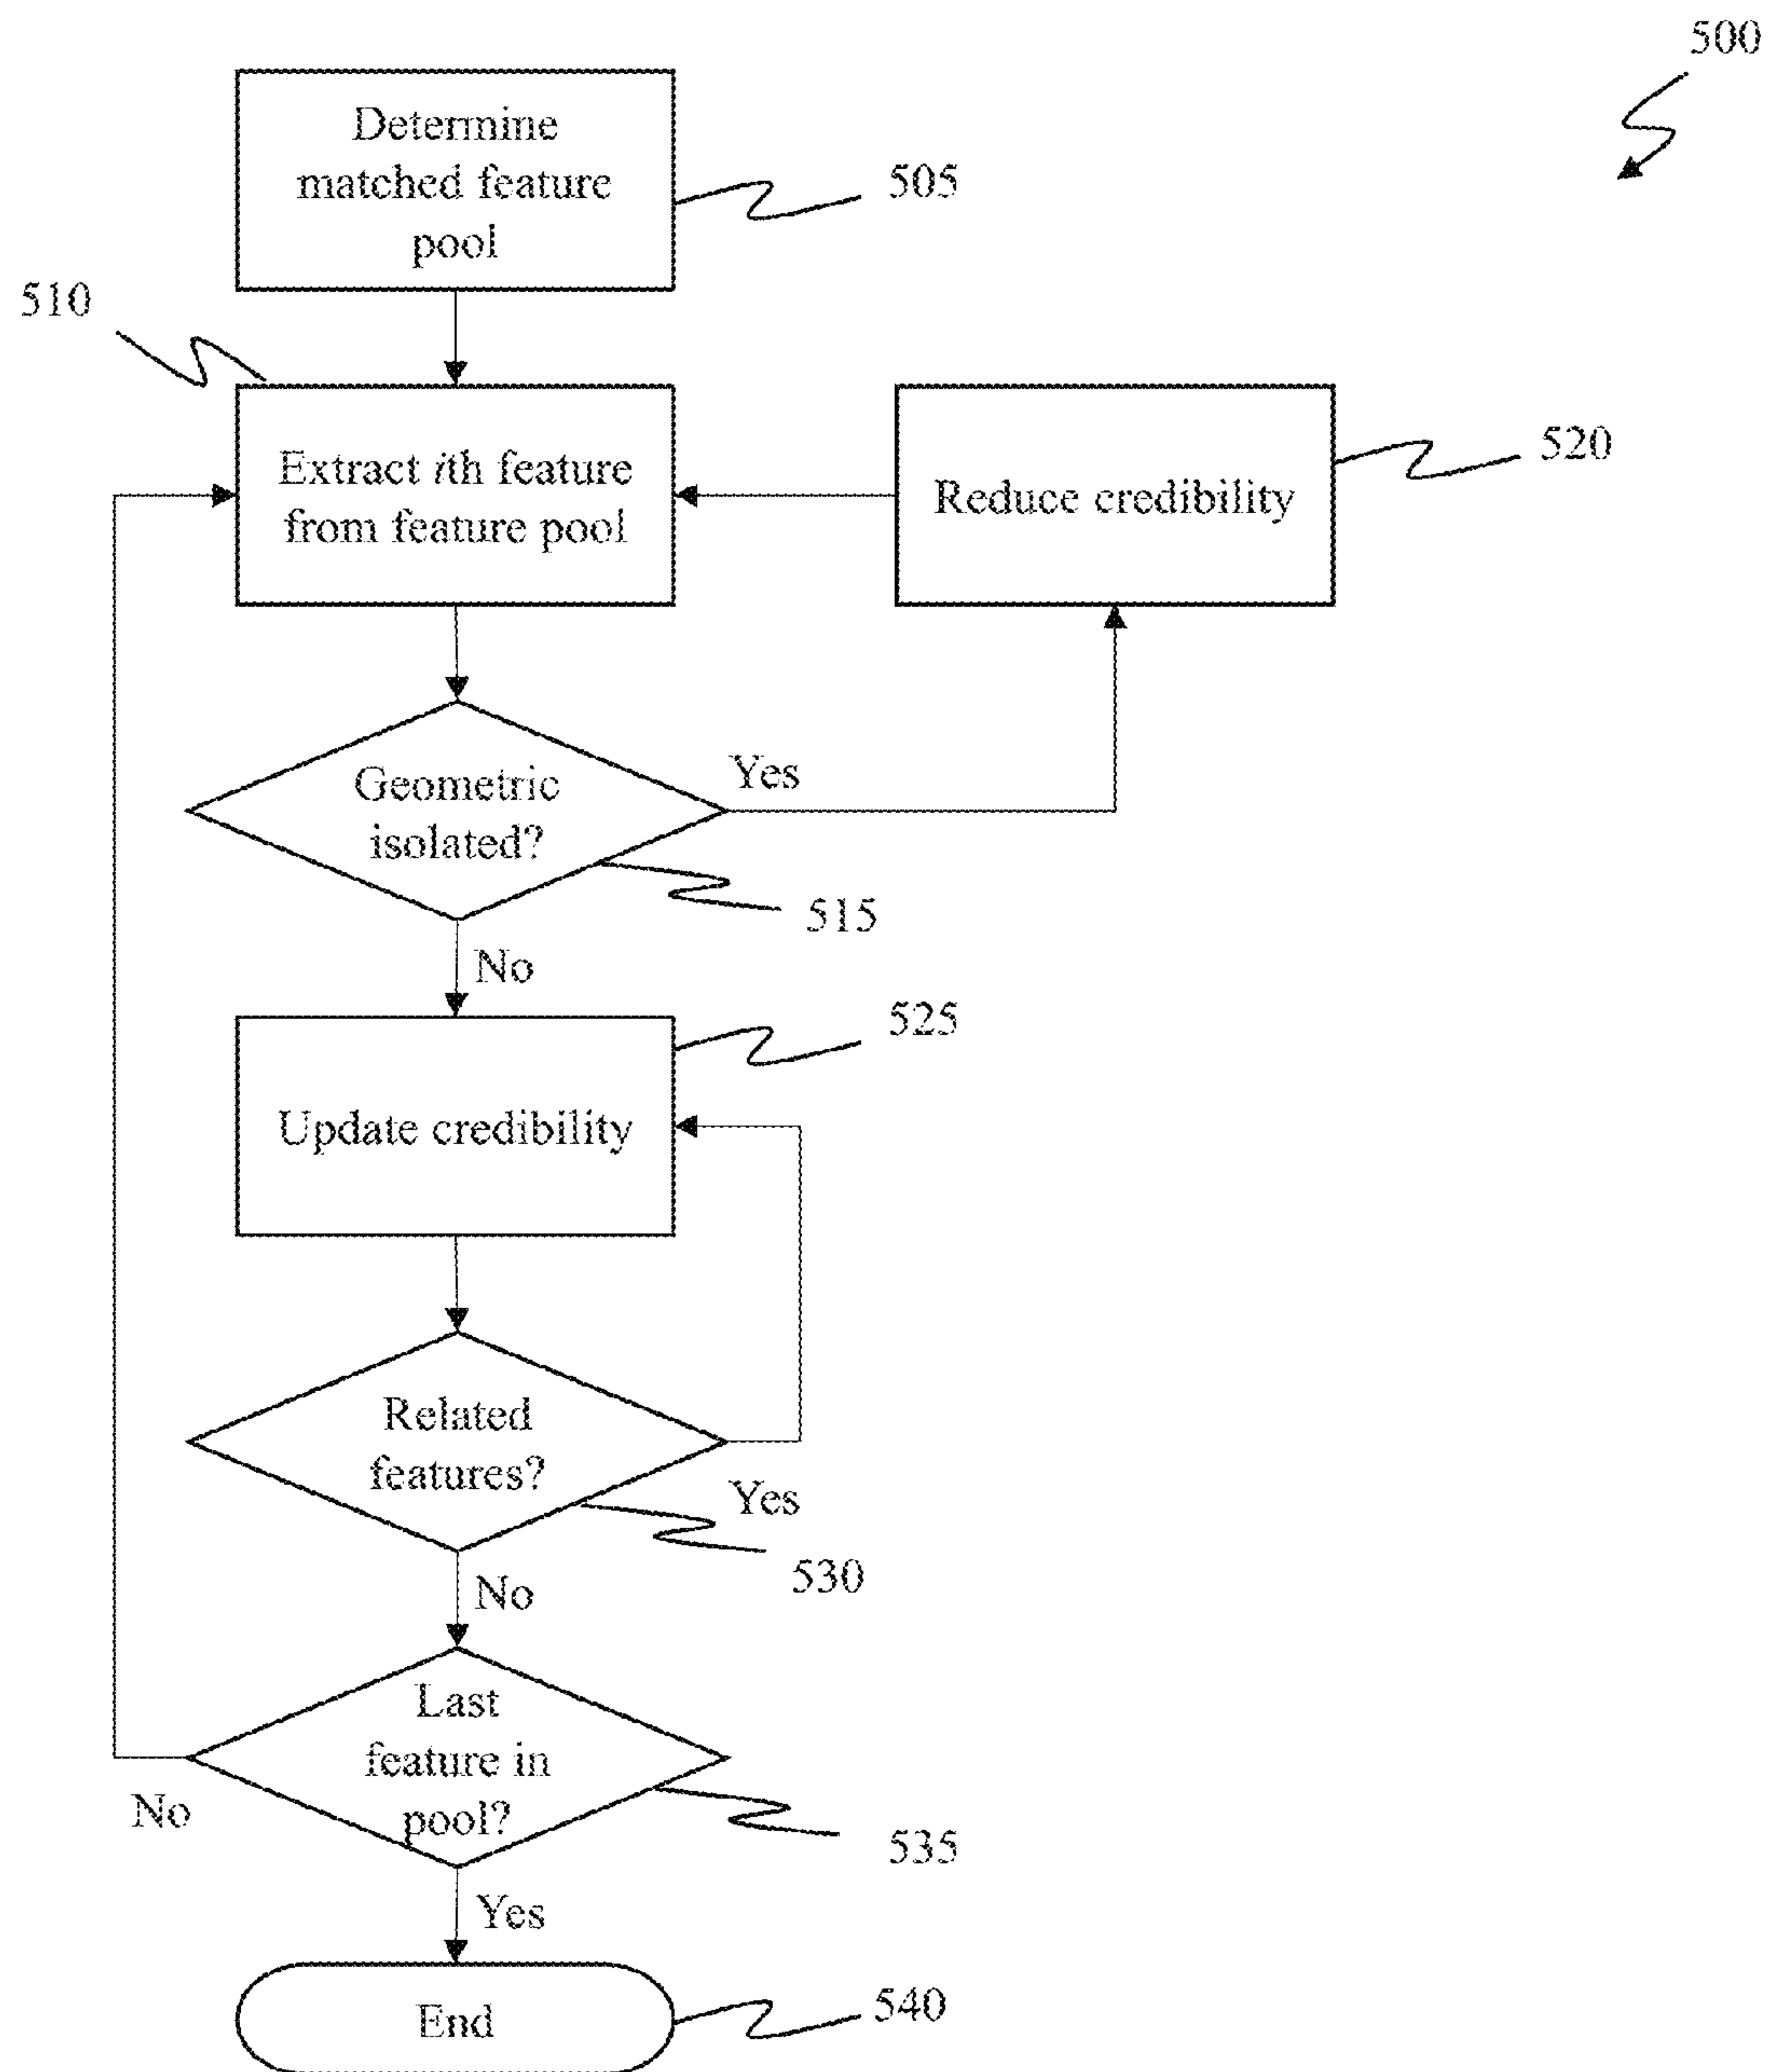 500
Determine
matched feature
pool
505
510
Extract ith feature
from feature pool
520
Reduce credibility
Geometric
isolated?
Yes
515
No
525
Update credibility
Related
features?
Yes
530
No
Last
feature in
pool?
No
535
Yes
End
540